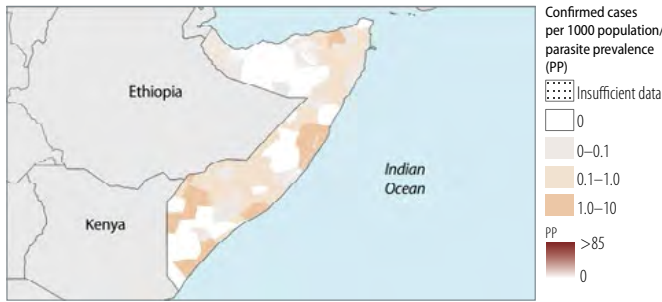 Ethiopia
Kenya
Indian
Ocean
Confirmed cases
per 1000 population/
parasite prevalence
(PP)
Insufficient data
0
0–0.1
0.1–1.0
1.0–10
PP
>85
0